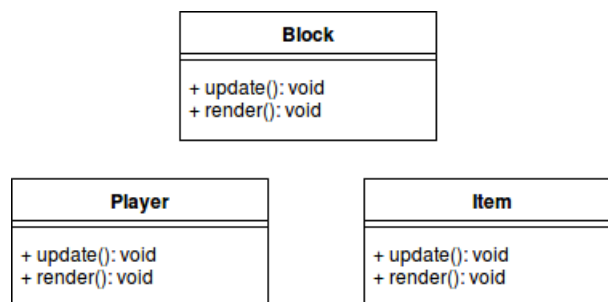 Block
+ update(): void
+ render(): void
Player
+ update(): void
+ render(): void
Item
+ update(): void
+ render(): void